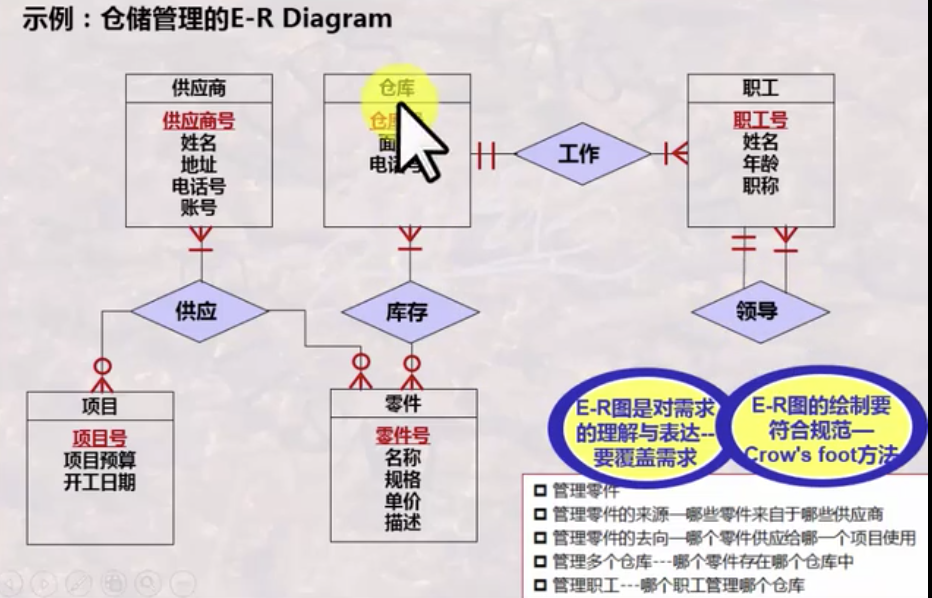 示例：仓储管理的E-R Diagram
供应商
供应商号
姓名
地址
电话号
账号
仓库
仓库
面
电话号
工作
职工
职工号
姓名
年龄
职称
供应
库存
领导
项目
项目号
项目预算
开工日期
零件
零件号
名称
规格
单价
描述
E-R图是对需求
的理解与表达--
要覆盖需求
E-R图的绘制要
符合规范—
Crow's foot方法
管理零件
管理零件的来源—哪些零件来自于哪些供应商
管理零件的去向—哪个零件供应给哪一个项目使用
管理多个仓库---哪个零件存在哪个仓库中
管理职工---哪个职工管理哪个仓库